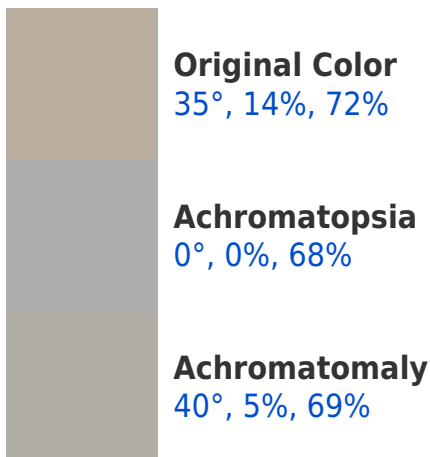 Original Color
35°, 14%, 72%
Achromatopsia
0°, 0%, 68%
Achromatomaly
40°, 5%, 69%